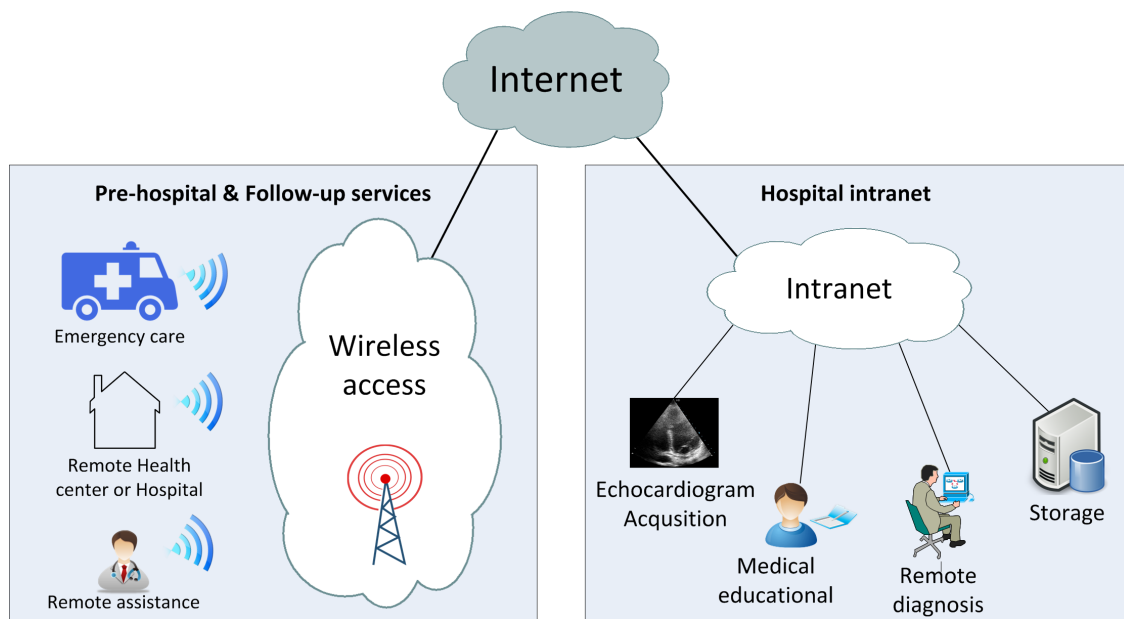 Internet
Pre-hospital & Follow-up services
Emergency care
Remote Health
center or Hospital
Remote assistance
Wireless
access
Hospital intranet
Intranet
Echocardiogram
Acqusition
Medical
educational
Remote
diagnosis
Storage